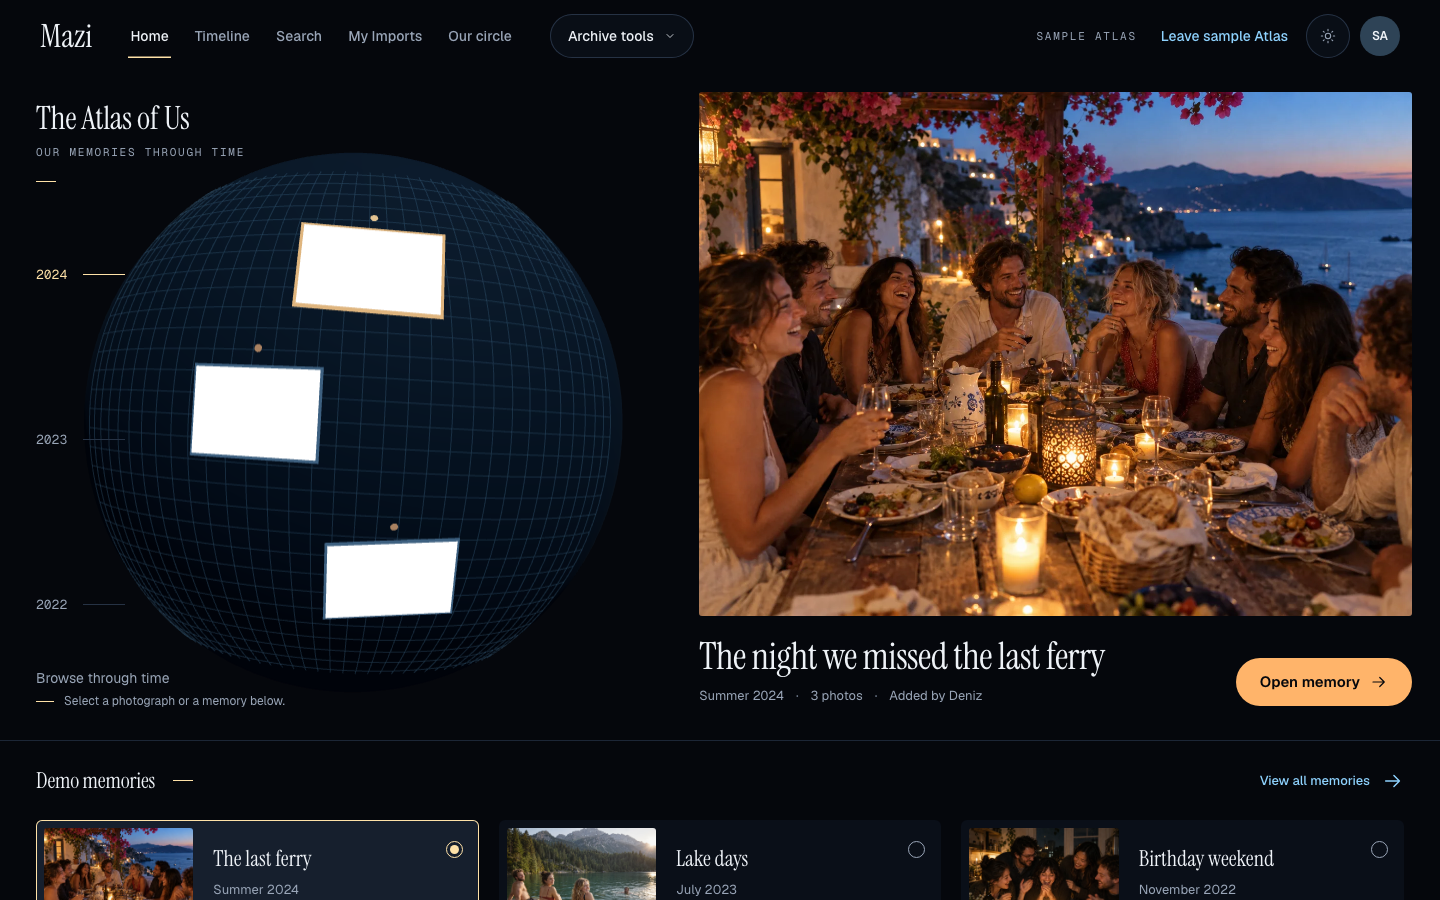 Mazi
Home
Timeline
Search
My Imports
Our circle
Archive tools
SAMPLE ATLAS
Leave sample Atlas
SA
The Atlas of Us
OUR MEMORIES THROUGH TIME
2024
2023
2022
Browse through time
Select a photograph or a memory below.
The night we missed the last ferry
Summer 2024 · 3 photos · Added by Deniz
Open memory
Demo memories
View all memories
The last ferry
Summer 2024
Lake days
July 2023
Birthday weekend
November 2022